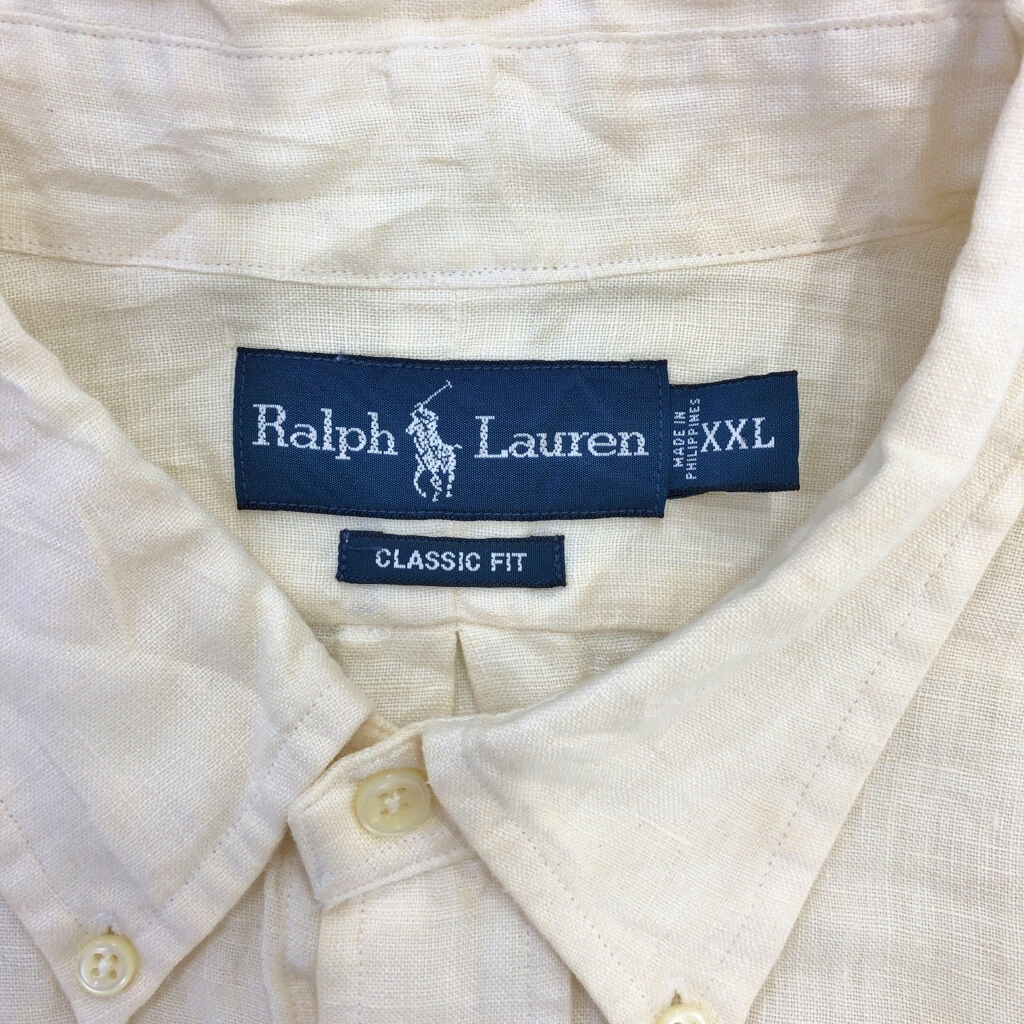 Ralph Lauren
MADE IN
PHILIPPINES
XXL
CLASSIC FIT